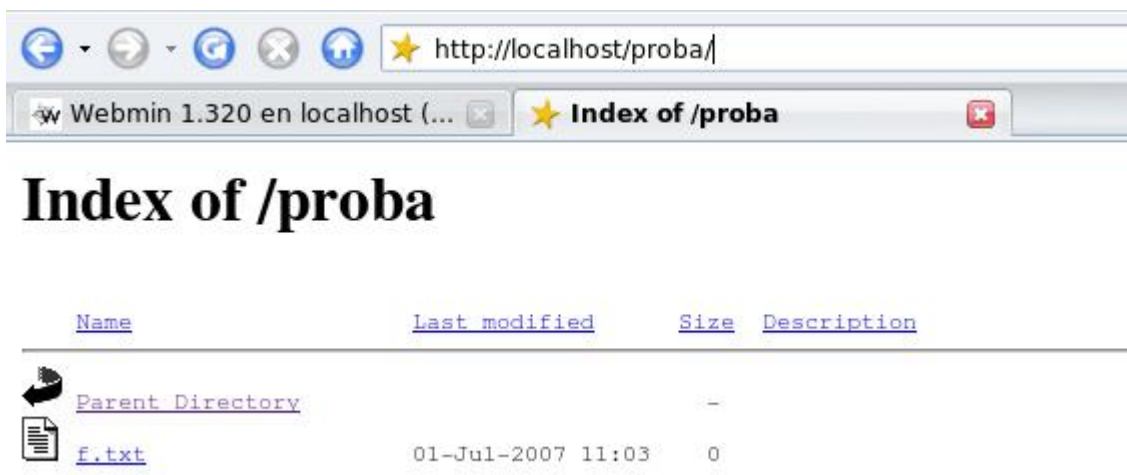 http://localhost/proba/
Webmin 1.320 en localhost (... Index of /proba
Index of /proba
Name Last modified Size Description
Parent Directory -
f.txt 01-Jul-2007 11:03 0